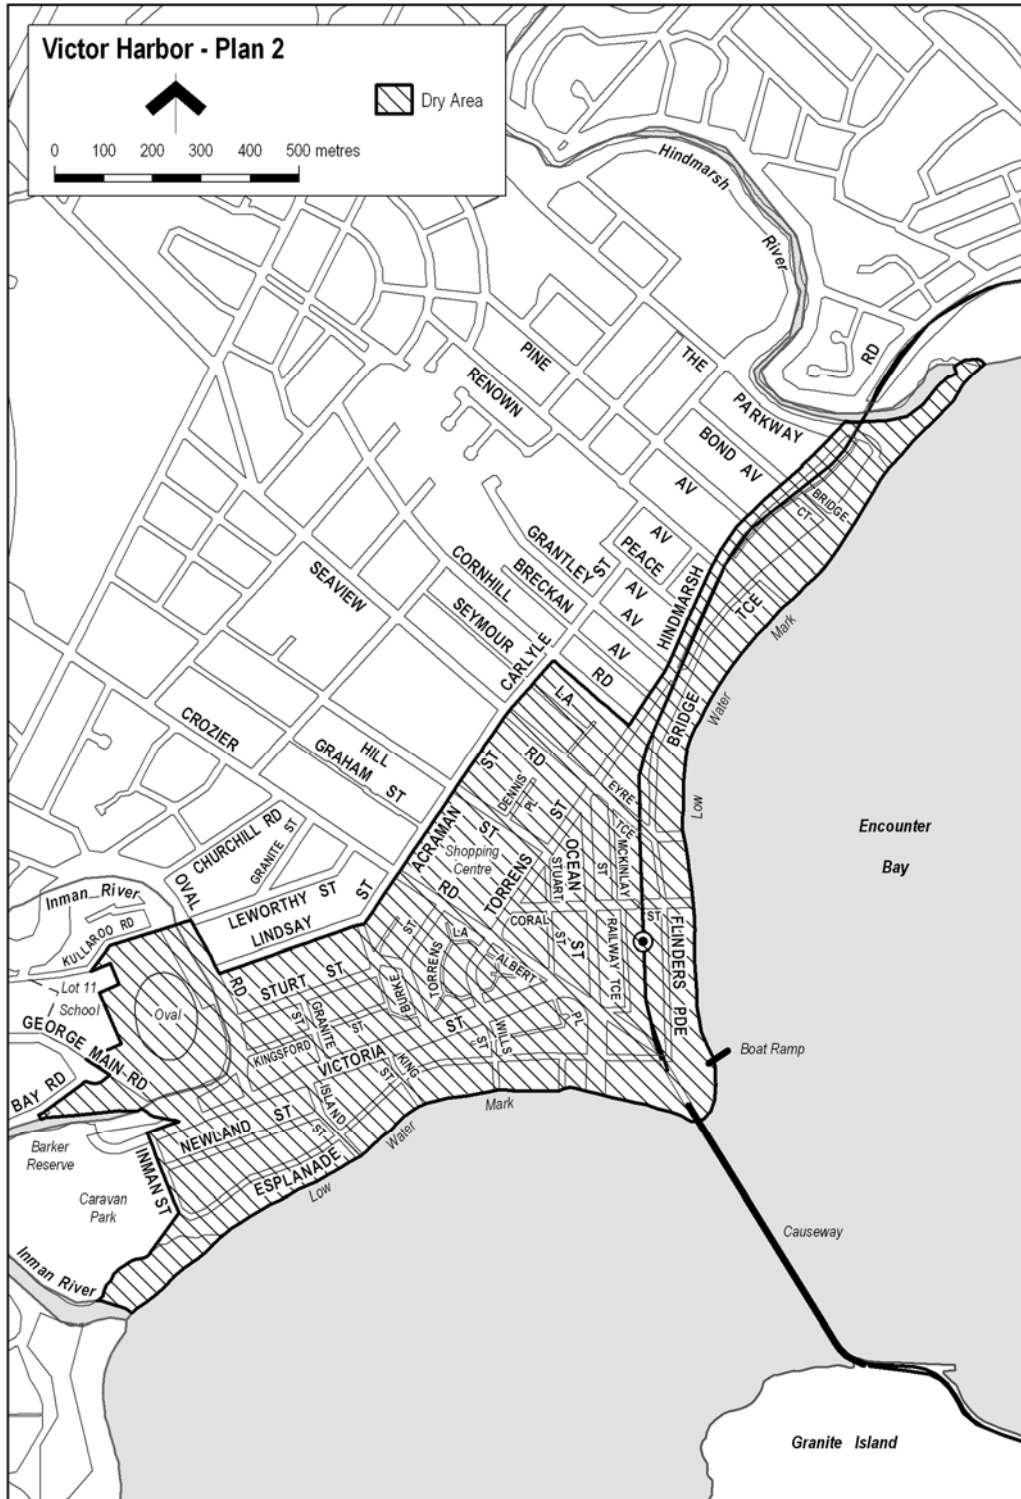 Victor Harbor - Plan 2
Dry Area
0 100 200 300 400 500 metres
Hindmarsh
River
RD
PINE
THE
RENOWN
PARKWAY
BOND AV
AV
BRIDGE
CT
GRANTLEY
ST
AV
PEACE
CORNHILL
BRECKAN
AV
HINDMARSH
SEAVIEW
SEYMOUR
AV
TCE
Mark
CARLYLE
AV
RD
LA
BRIDGE
Water
CROZIER
HILL
GRAHAM ST
ST
RD
DENNIS
PL
ST
EYRE
TCE
Low
Encounter
Bay
CHURCHILL RD
GRANITE ST
ACRAMAN
ST
Shopping
Centre
OCEAN
STUART
ST
MCKINLAY
OVAL
Inman River
LEWORTHY ST
LINDSAY ST
RD
TORRENS
KULLAROO RD
ST
CORAL
ST
ST
RAILWAY TCE
ST
FLINDERS PDE
LA
TORRENS
ALBERT
Lot 11
School
Oval
RD
STURT ST
BURKE
GEORGE MAIN RD
ST
GRANITE
ST
ST
WILLS
ST
PL
KINGSFORD
VICTORIA
KING
ST
Boat Ramp
BAY RD
ISLAND
ST
Mark
NEWLAND ST
Water
Barker
Reserve
INMAN ST
ESPLANADE
Low
Caravan
Park
Causeway
Inman River
Granite Island